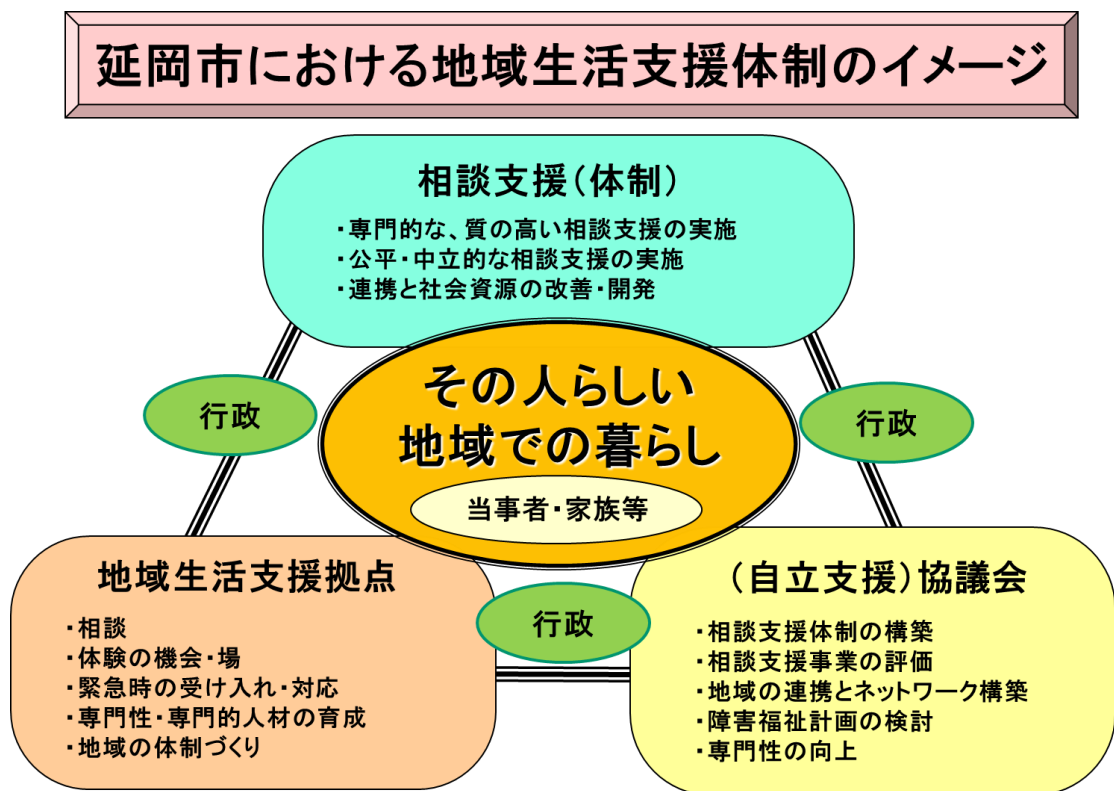 延岡市における地域生活支援体制のイメージ
相談支援(体制)
・専門的な、質の高い相談支援の実施
・公平・中立的な相談支援の実施
・連携と社会資源の改善・開発
行政
その人らしい
地域での暮らし
当事者・家族等
行政
地域生活支援拠点
・相談
・体験の機会・場
・緊急時の受け入れ・対応
・専門性・専門的人材の育成
・地域の体制づくり
行政
(自立支援)協議会
・相談支援体制の構築
・相談支援事業の評価
・地域の連携とネットワーク構築
・障害福祉計画の検討
・専門性の向上